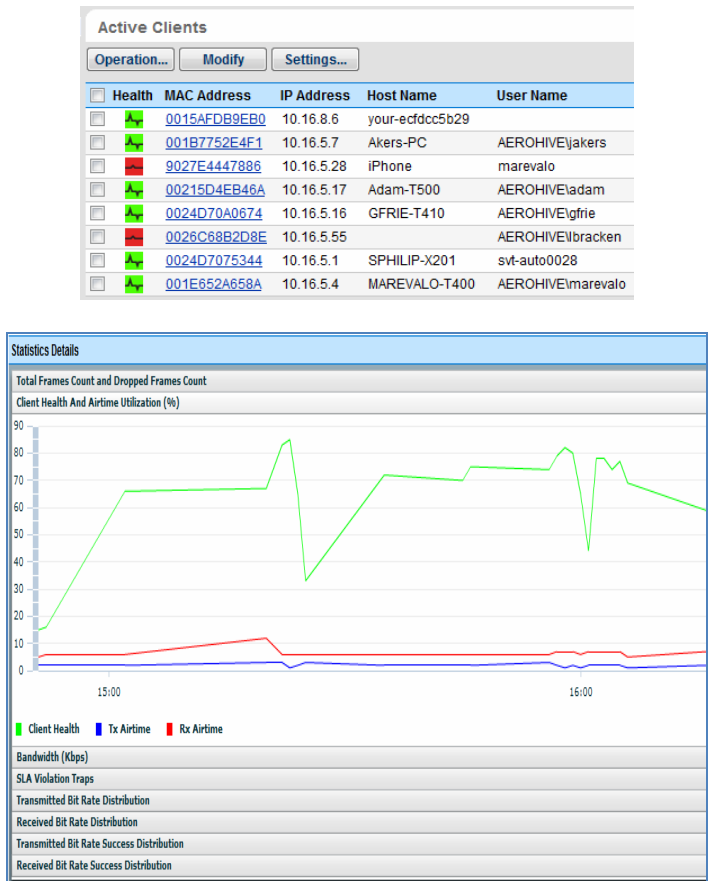 Active Clients
Operation... Modify Settings...
Health MAC Address IP Address Host Name User Name
0015AFDB9EB0 10.16.8.6 your-ecfdcc5b29
001B7752E4F1 10.16.5.7 Akers-PC AEROHIVE\jakers
9027E4447886 10.16.5.28 iPhone marevalo
00215D4EB46A 10.16.5.17 Adam-T500 AEROHIVE\adam
0024D70A0674 10.16.5.16 GFRIE-T410 AEROHIVE\gfrie
0026C68B2D8E 10.16.5.55 AEROHIVE\lbracken
0024D7075344 10.16.5.1 SPHILIP-X201 svt-auto0028
001E652A658A 10.16.5.4 MAREVALO-T400 AEROHIVE\marevalo
Statistics Details
Total Frames Count and Dropped Frames Count
Client Health And Airtime Utilization (%)
90
80
70
60
50
40
30
20
10
0
15:00 16:00
Client Health Tx Airtime Rx Airtime
Bandwidth (Kbps)
SLA Violation Traps
Transmitted Bit Rate Distribution
Received Bit Rate Distribution
Transmitted Bit Rate Success Distribution
Received Bit Rate Success Distribution